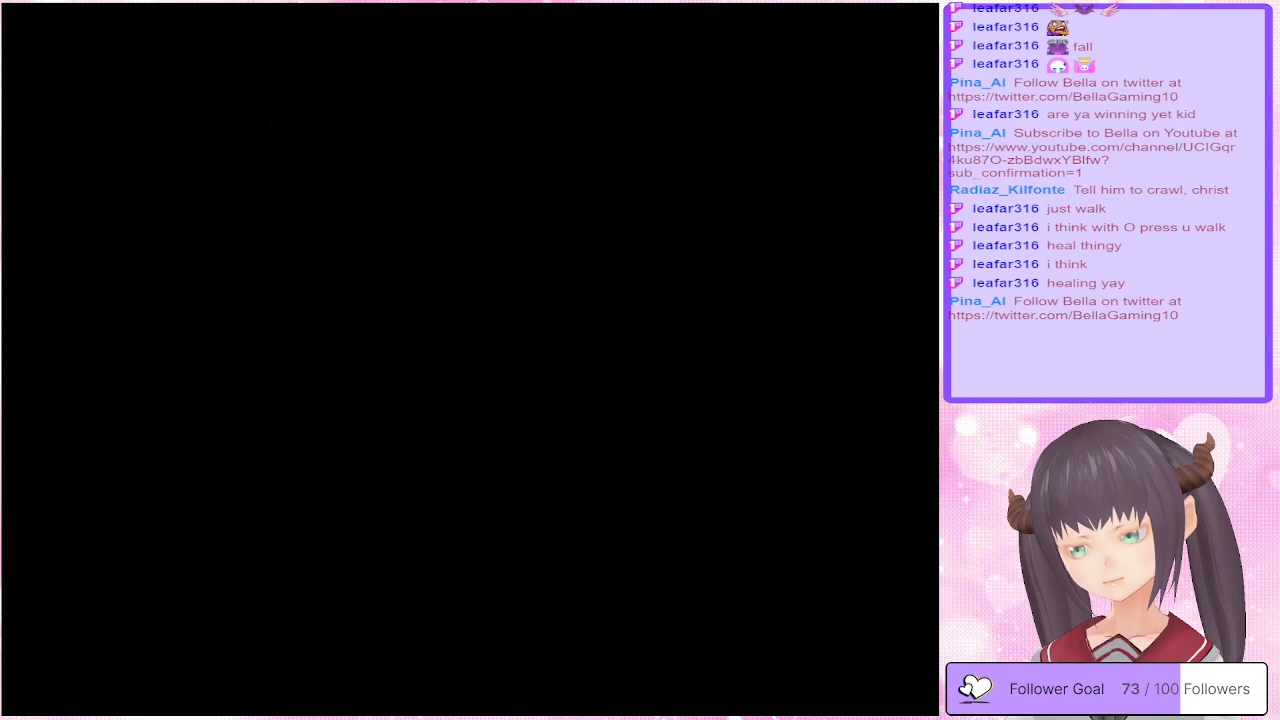 leafar316
leafar316
leafar316 fall
leafar316
Pina_AI Follow Bella on twitter at
https://twitter.com/BellaGaming10
leafar316 are ya winning yet kid
Pina_AI Subscribe to Bella on Youtube at
https://www.youtube.com/channel/UCIGqr
4ku87O-zbBdwxYBlfw?
sub_confirmation=1
Radiaz_Kilfonte Tell him to crawl, christ
leafar316 just walk
leafar316 i think with O press u walk
leafar316 heal thingy
leafar316 i think
leafar316 healing yay
Pina_AI Follow Bella on twitter at
https://twitter.com/BellaGaming10
Follower Goal 73 / 100 Followers